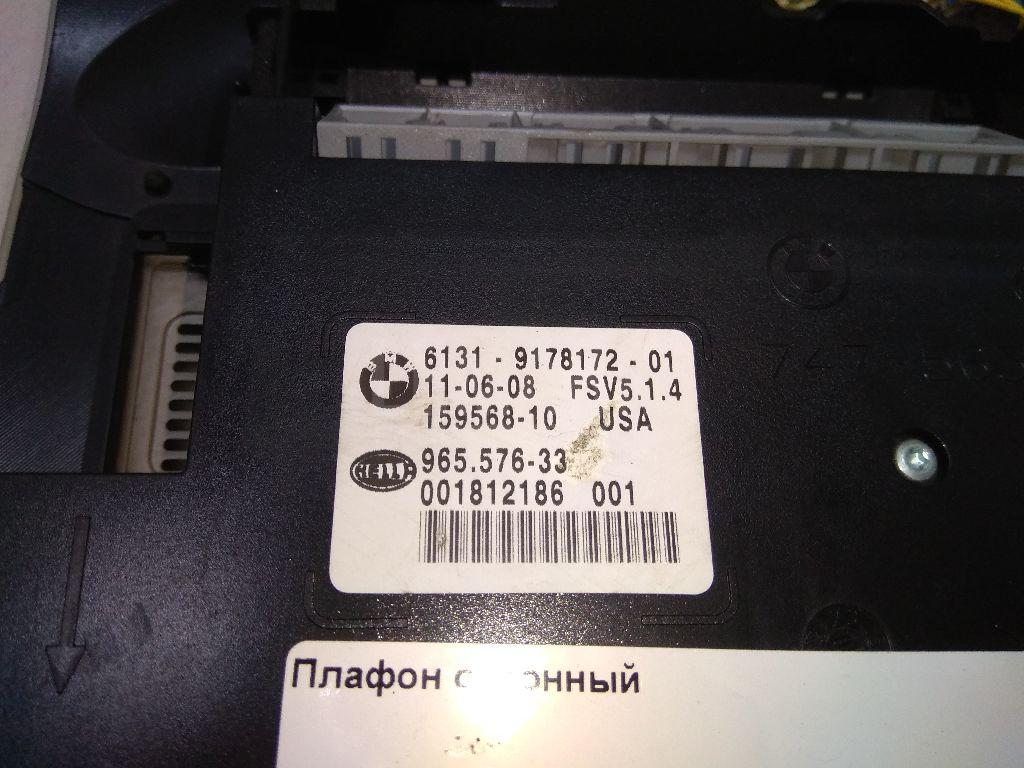 BMW
6131 - 9178172 - 01
11-06-08 FSV5.1.4
159568-10 USA
HELLA
965.576-33
001812186 001
Плафон